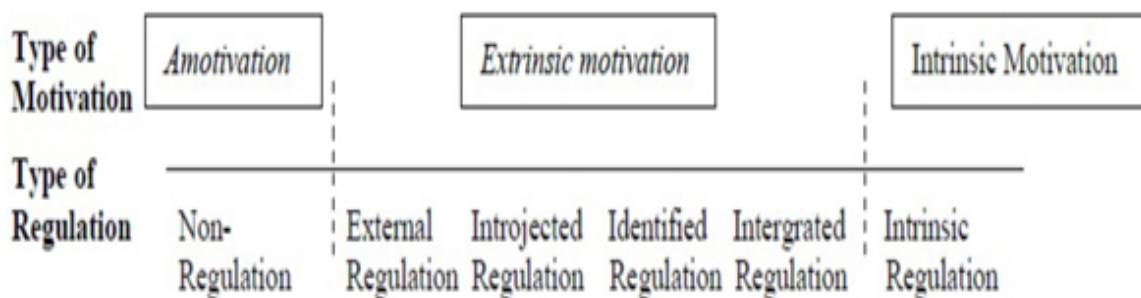 Type of
Motivation
Amotivation
Extrinsic motivation
Intrinsic Motivation
Type of
Regulation
Non-
Regulation
External
Regulation
Introjected
Regulation
Identified
Regulation
Intergrated
Regulation
Intrinsic
Regulation